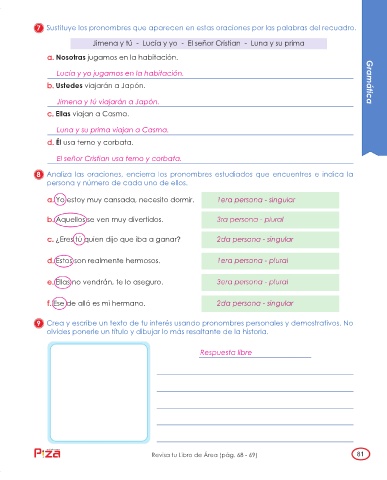 7 Sustituye los pronombres que aparecen en estas oraciones por las palabras del recuadro.
Jimena y tú - Lucía y yo - El señor Cristian - Luna y su prima
a. Nosotras jugamos en la habitación.
Lucía y yo jugamos en la habitación.
b. Ustedes viajarán a Japón.
Jimena y tú viajarán a Japón.
c. Ellas viajan a Casma.
Luna y su prima viajan a Casma.
d. Él usa terno y corbata.
El señor Cristian usa terno y corbata.
Gramática
8 Analiza las oraciones, encierra los pronombres estudiados que encuentres e indica la
persona y número de cada uno de ellos.
a. Yo estoy muy cansada, necesito dormir. 1era persona - singular
b. Aquellos se ven muy divertidos. 3ra persona - plural
c. ¿Eres tú quien dijo que iba a ganar? 2da persona - singular
d. Estos son realmente hermosos. 1era persona - plural
e. Ellas no vendrán, te lo aseguro. 3era persona - plural
f. Ese de allá es mi hermano. 2da persona - singular
9 Crea y escribe un texto de tu interés usando pronombres personales y demostrativos. No
olvides ponerle un título y dibujar lo más resaltante de la historia.
Respuesta libre
Pizza
Revisa tu Libro de Área (pág. 68 - 69)
81